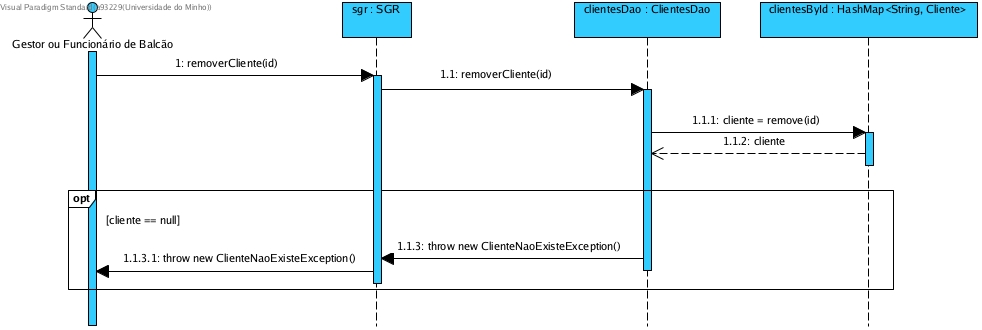 Visual Paradigm Standard(a93229(Universidade do Minho))
sgr : SGR
clientesDao : ClientesDao
clientesById : HashMap<String, Cliente>
Gestor ou Funcionário de Balcão
1: removerCliente(id)
1.1: removerCliente(id)
1.1.1: cliente = remove(id)
1.1.2: cliente
opt
[cliente == null]
1.1.3: throw new ClienteNaoExisteException()
1.1.3.1: throw new ClienteNaoExisteException()